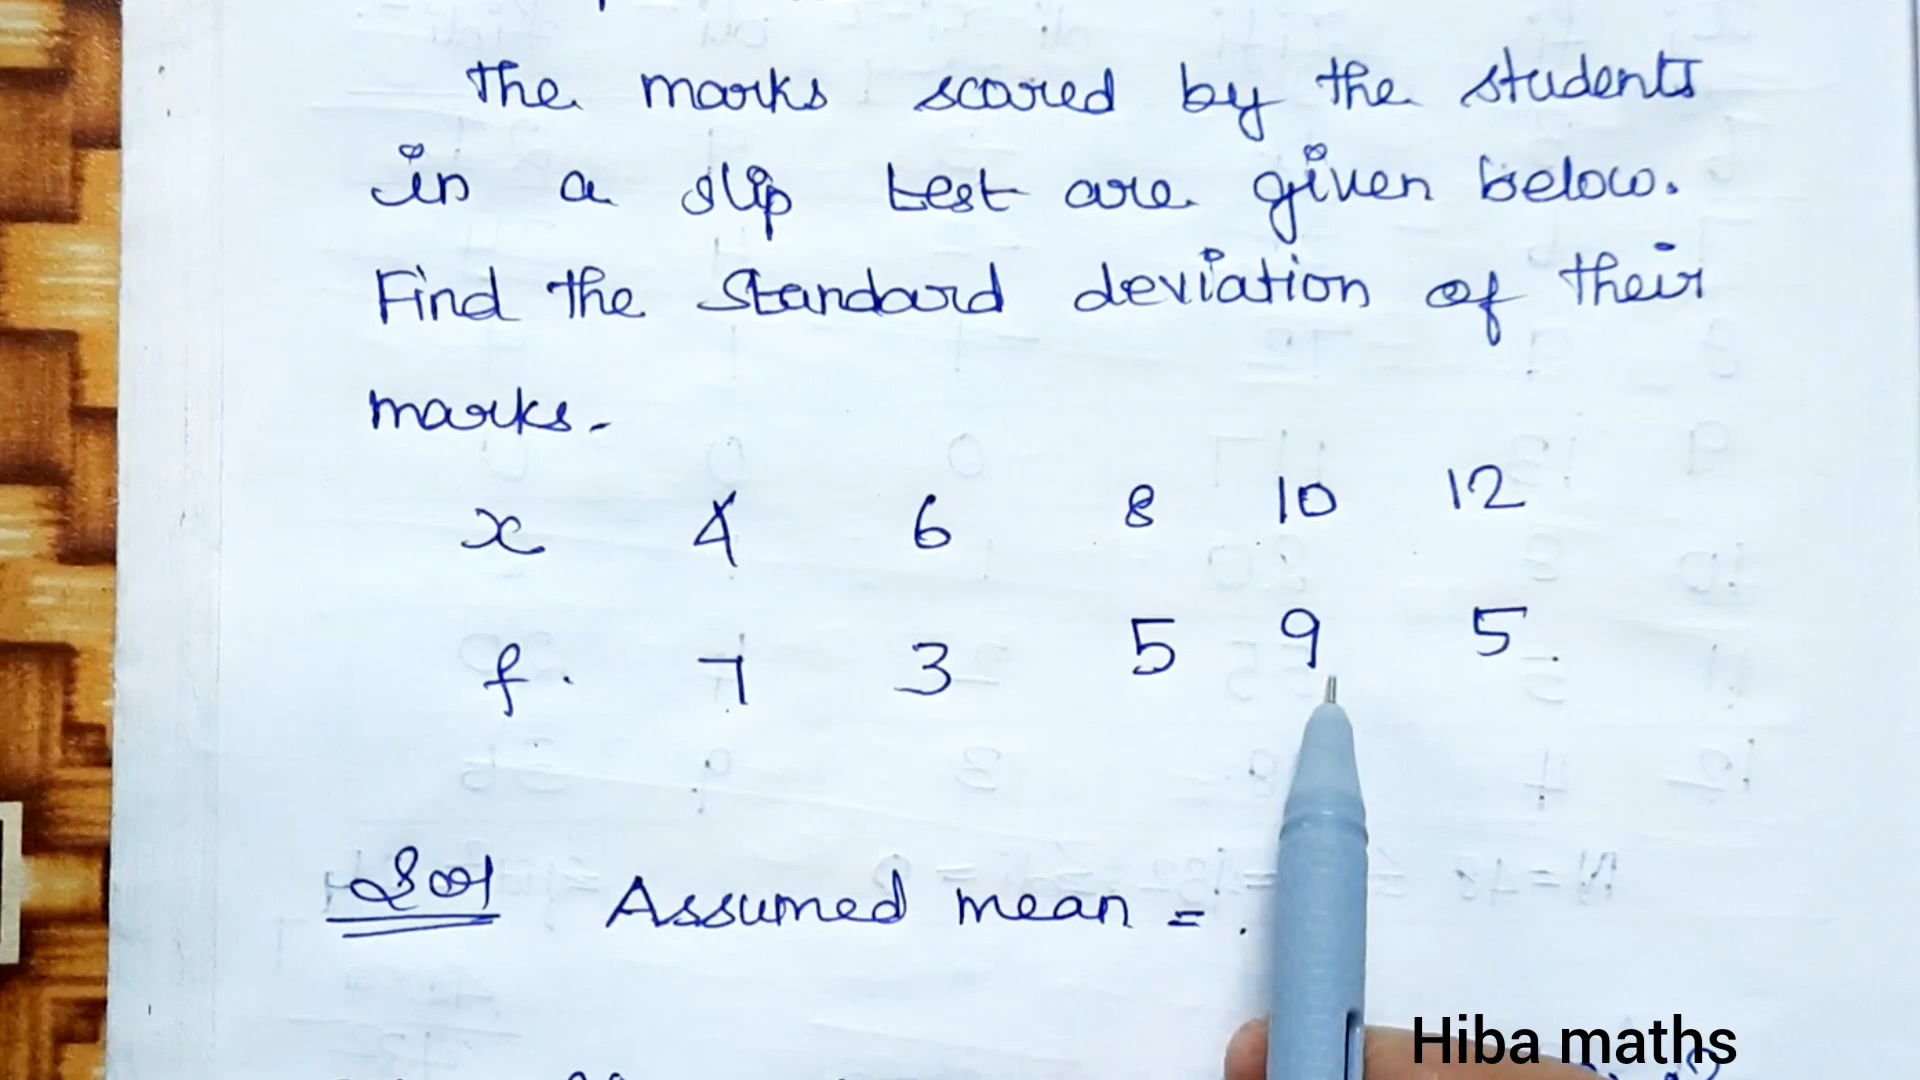 The marks scored by the students
in a slip test are given below.
Find the standard deviation of their
marks.
x 4 6 8 10 12
f. 7 3 5 9 5
Sol Assumed mean =
Hiba maths